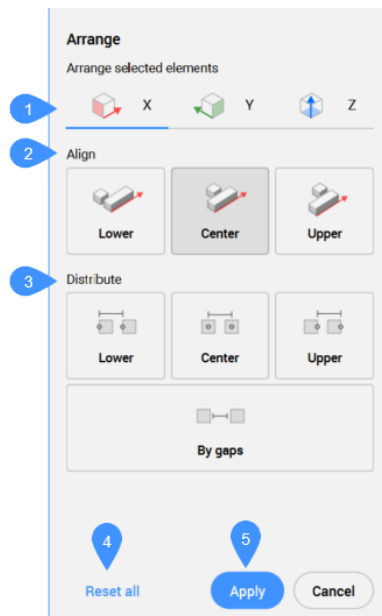 Arrange
Arrange selected elements
1 X Y Z
2 Align
Lower Center Upper
3 Distribute
Lower Center Upper
By gaps
4 5
Reset all Apply Cancel